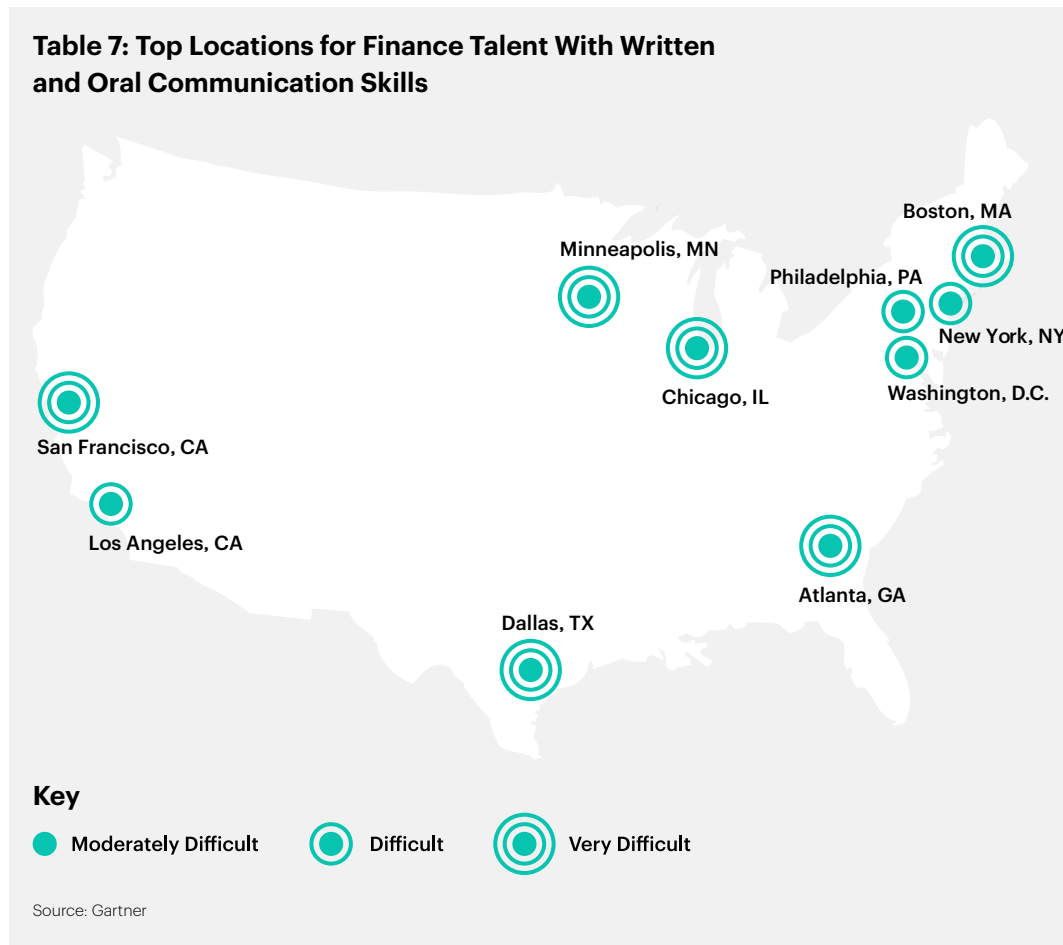 Table 7: Top Locations for Finance Talent With Written
and Oral Communication Skills
Boston, MA
Minneapolis, MN
Philadelphia, PA
New York, NY
Chicago, IL
Washington, D.C.
San Francisco, CA
Los Angeles, CA
Atlanta, GA
Dallas, TX
Key
Moderately Difficult
Difficult
Very Difficult
Source: Gartner